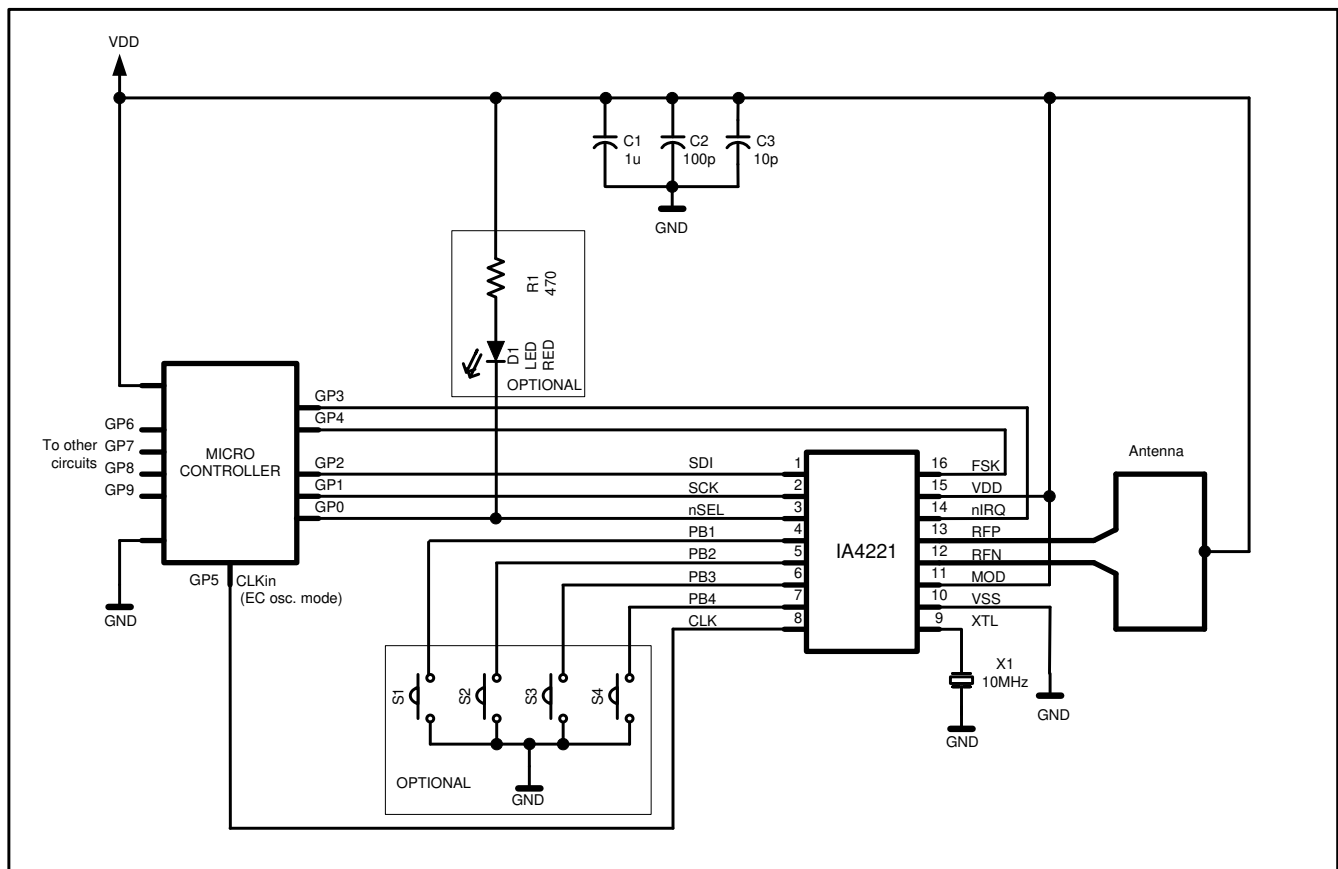 VDD
C1
1u
C2
100p
C3
10p
GND
R1
470
D1
LED
RED
OPTIONAL
MICRO
CONTROLLER
GP6
GP7
GP8
GP9
To other
circuits
GND
GP3
GP4
GP2
GP1
GP0
GP5
CLKin
(EC osc. mode)
SDI
SCK
nSEL
PB1
PB2
PB3
PB4
CLK
1
2
3
4
5
6
7
8
IA4221
16
15
14
13
12
11
10
9
FSK
VDD
nIRQ
RFP
RFN
MOD
VSS
XTL
Antenna
X1
10MHz
GND
GND
S1
S2
S3
S4
OPTIONAL
GND